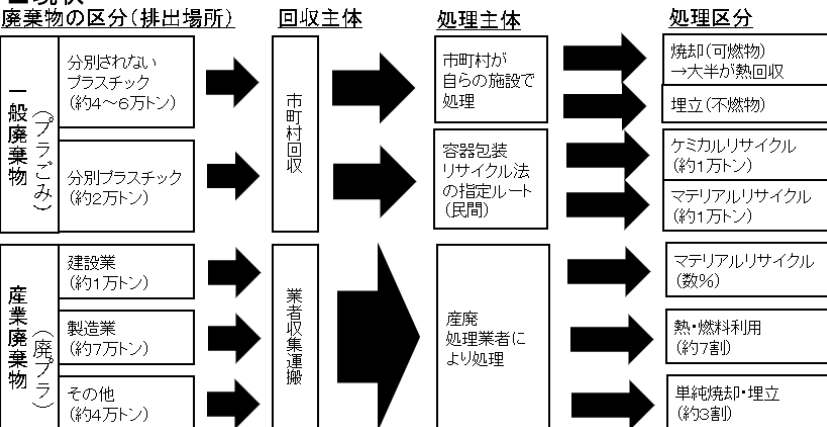 廃棄物の区分(排出場所)
回収主体
処理主体
処理区分
一般廃棄物
(プラごみ)
分別されない
プラスチック
(約4~6万トン)
分別プラスチック
(約2万トン)
市町村回収
市町村が
自らの施設で
処理
容器包装
リサイクル法
の指定ルート
(民間)
焼却(可燃物)
→大半が熱回収
埋立(不燃物)
ケミカルリサイクル
(約1万トン)
マテリアルリサイクル
(約1万トン)
産業廃棄物
(廃プラ)
建設業
(約1万トン)
製造業
(約7万トン)
その他
(約4万トン)
業者収集運搬
産廃
処理業者に
より処理
マテリアルリサイクル
(数%)
熱・燃料利用
(約7割)
単純焼却・埋立
(約3割)